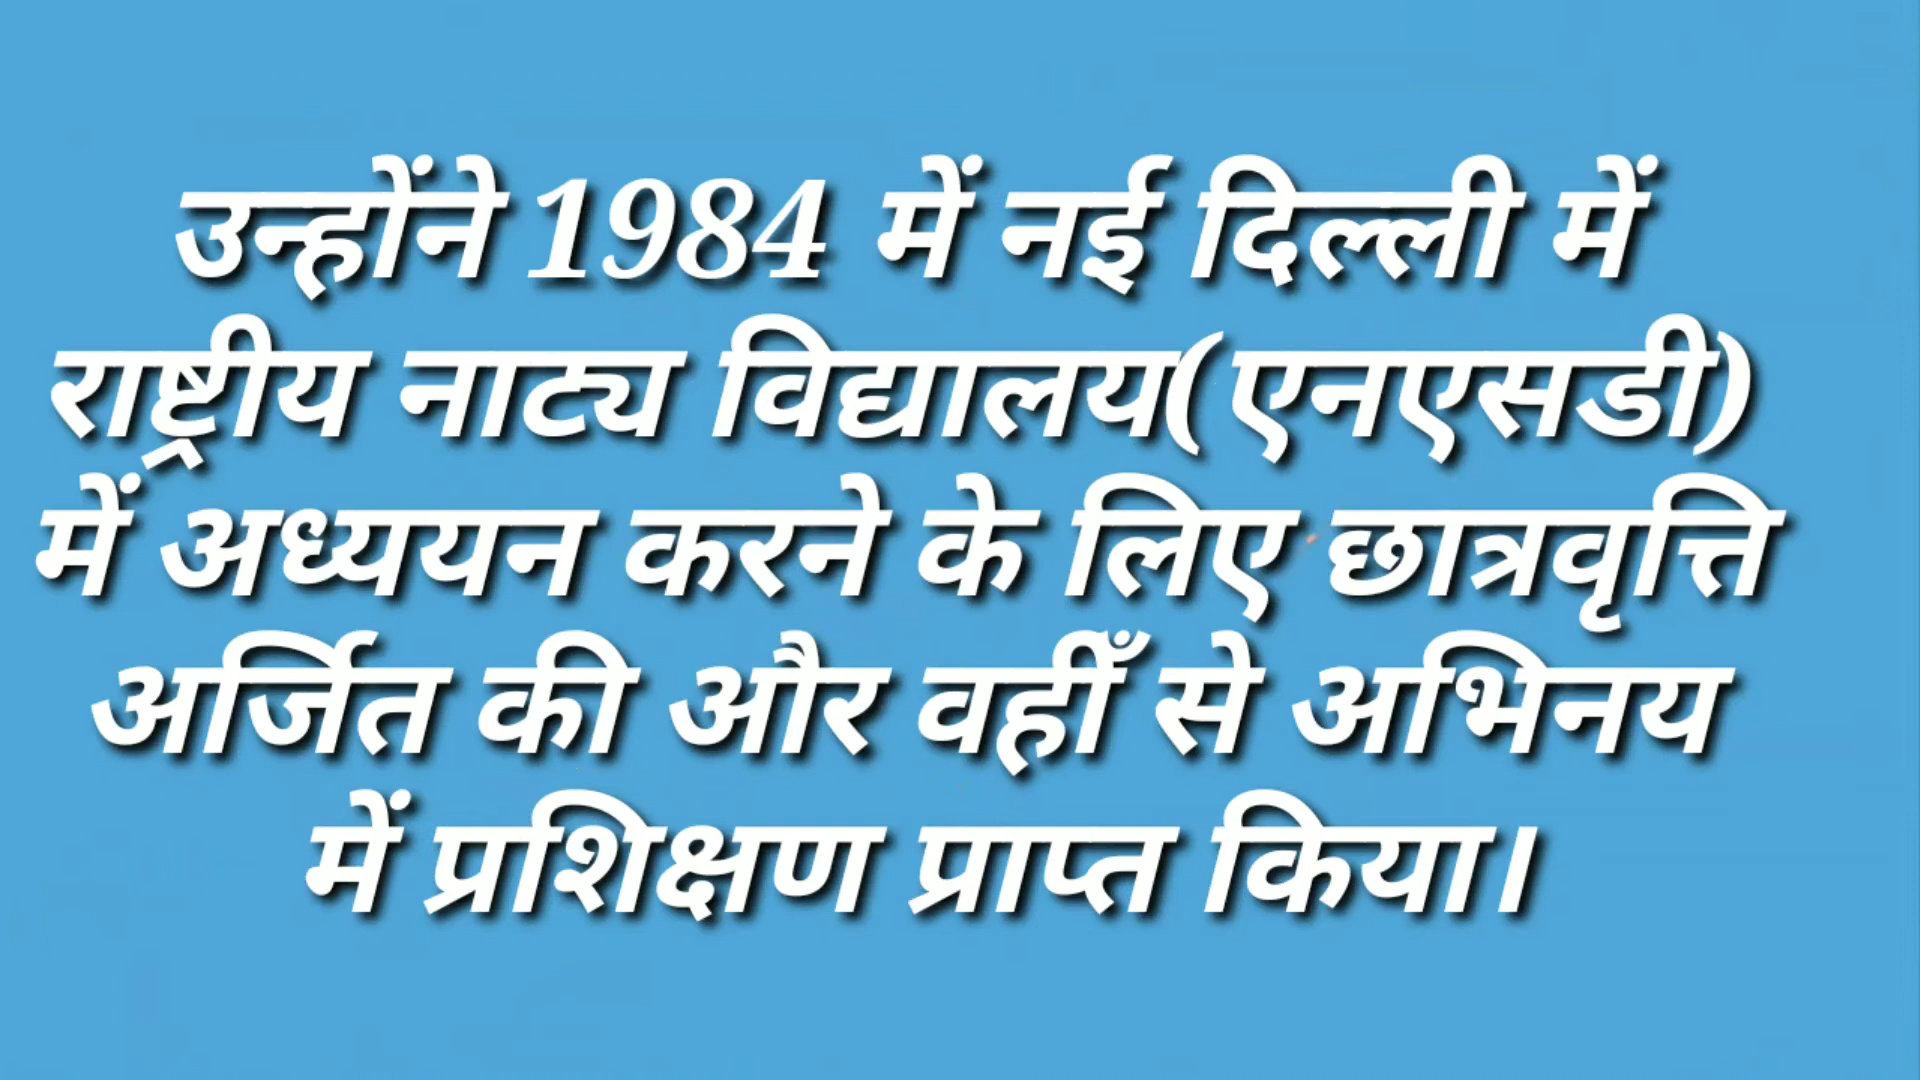 उन्होंने 1984 में नई दिल्ली में
राष्ट्रीय नाट्य विद्यालय(एनएसडी)
में अध्ययन करने के लिए छात्रवृत्ति
अर्जित की और वहीँ से अभिनय
में प्रशिक्षण प्राप्त किया।